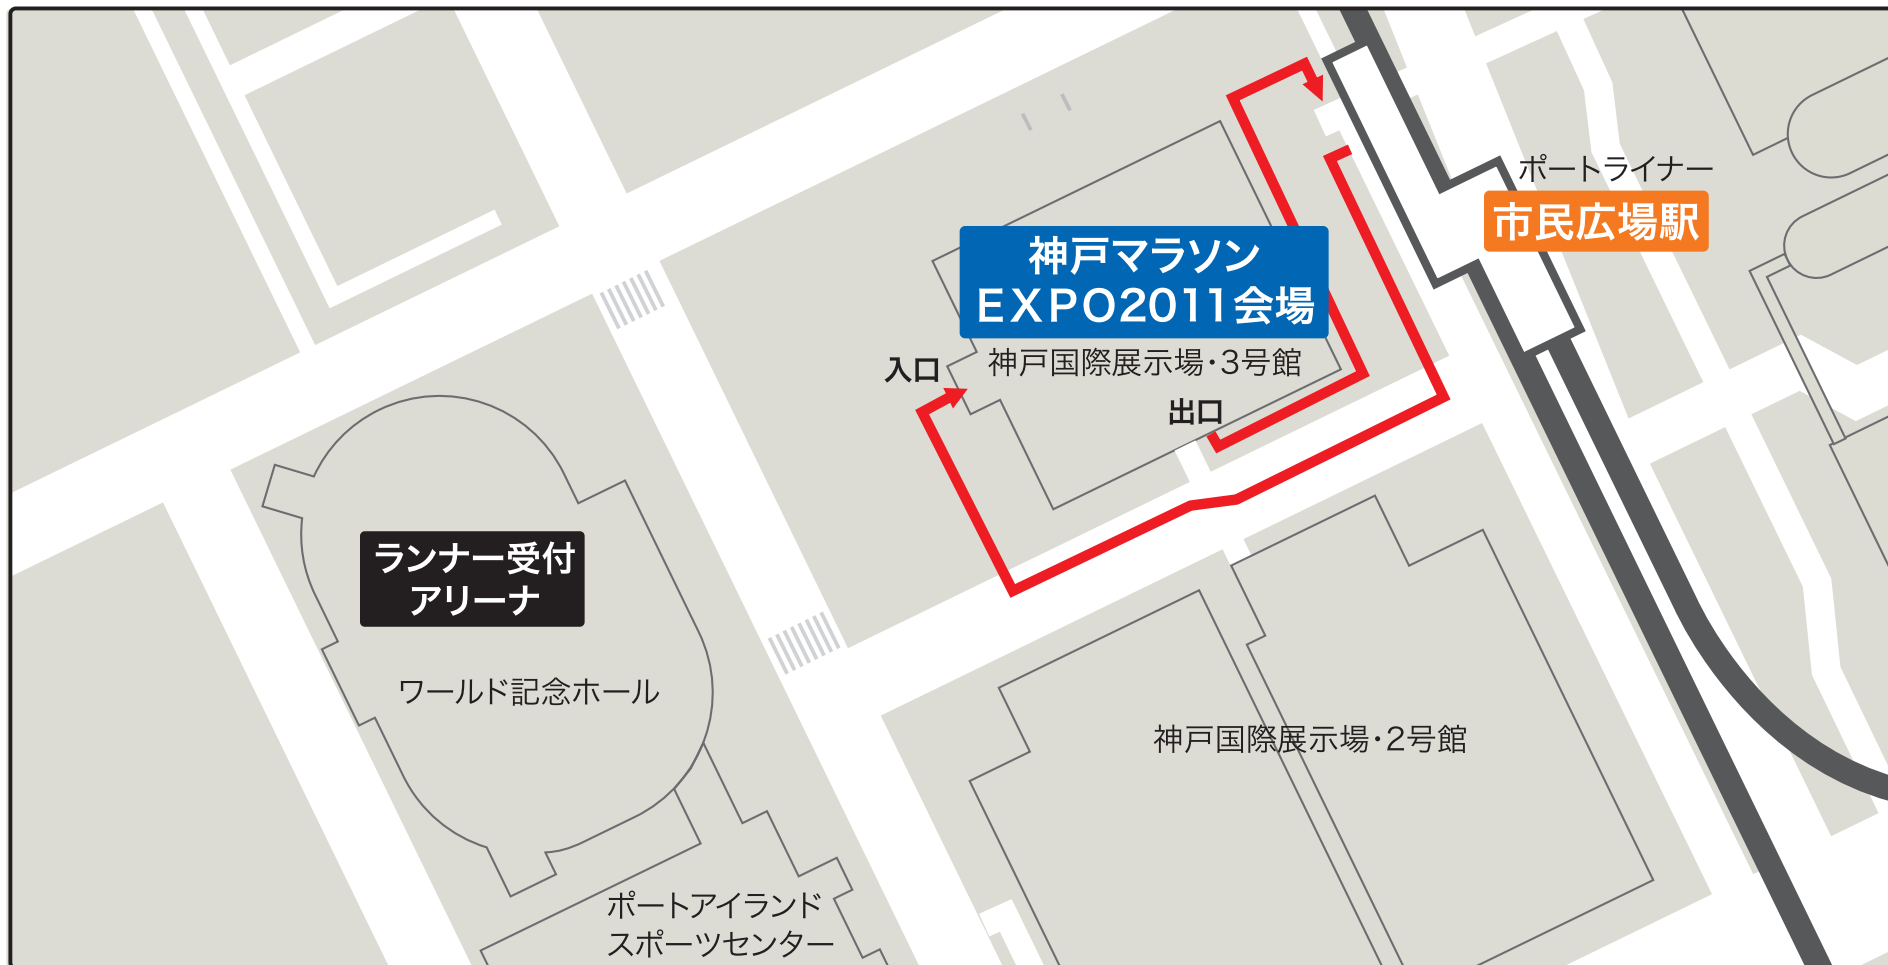 ポートライナー
市民広場駅
神戸マラソン
EXPO2011会場
神戸国際展示場・3号館
入口
出口
ランナー受付
アリーナ
ワールド記念ホール
神戸国際展示場・2号館
ポートアイランド
スポーツセンター